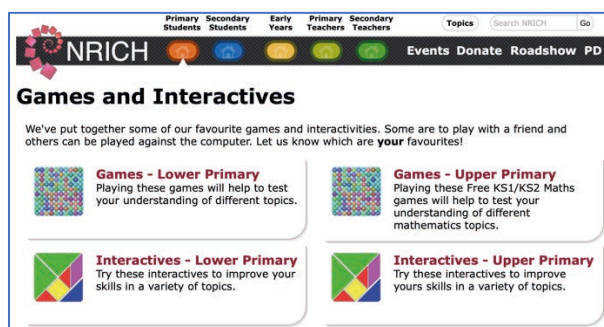 Primary Students Secondary Students Early Years Primary Teachers Secondary Teachers Topics Search NRICH Go
NRICH Events Donate Roadshow PD
Games and Interactives
We've put together some of our favourite games and interactivities. Some are to play with a friend and
others can be played against the computer. Let us know which are your favourites!
Games - Lower Primary
Playing these games will help to test
your understanding of different topics.
Games - Upper Primary
Playing these Free KS1/KS2 Maths
games will help to test your
understanding of different
mathematics topics.
Interactives - Lower Primary
Try these interactives to improve your
skills in a variety of topics.
Interactives - Upper Primary
Try these interactives to improve
yours skills in a variety of topics.